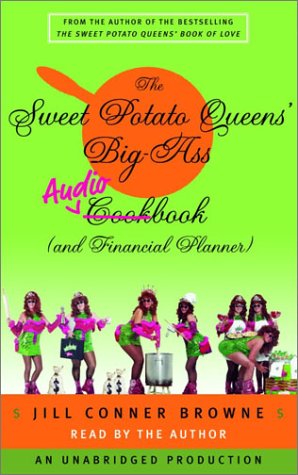 FROM THE AUTHOR OF THE BESTSELLING
THE SWEET POTATO QUEENS' BOOK OF LOVE
The
Sweet Potato Queens'
Big-Ass
Audio
Cookbook
(and Financial Planner)
$ JILL CONNER BROWNE $
READ BY THE AUTHOR
AN UNABRIDGED PRODUCTION